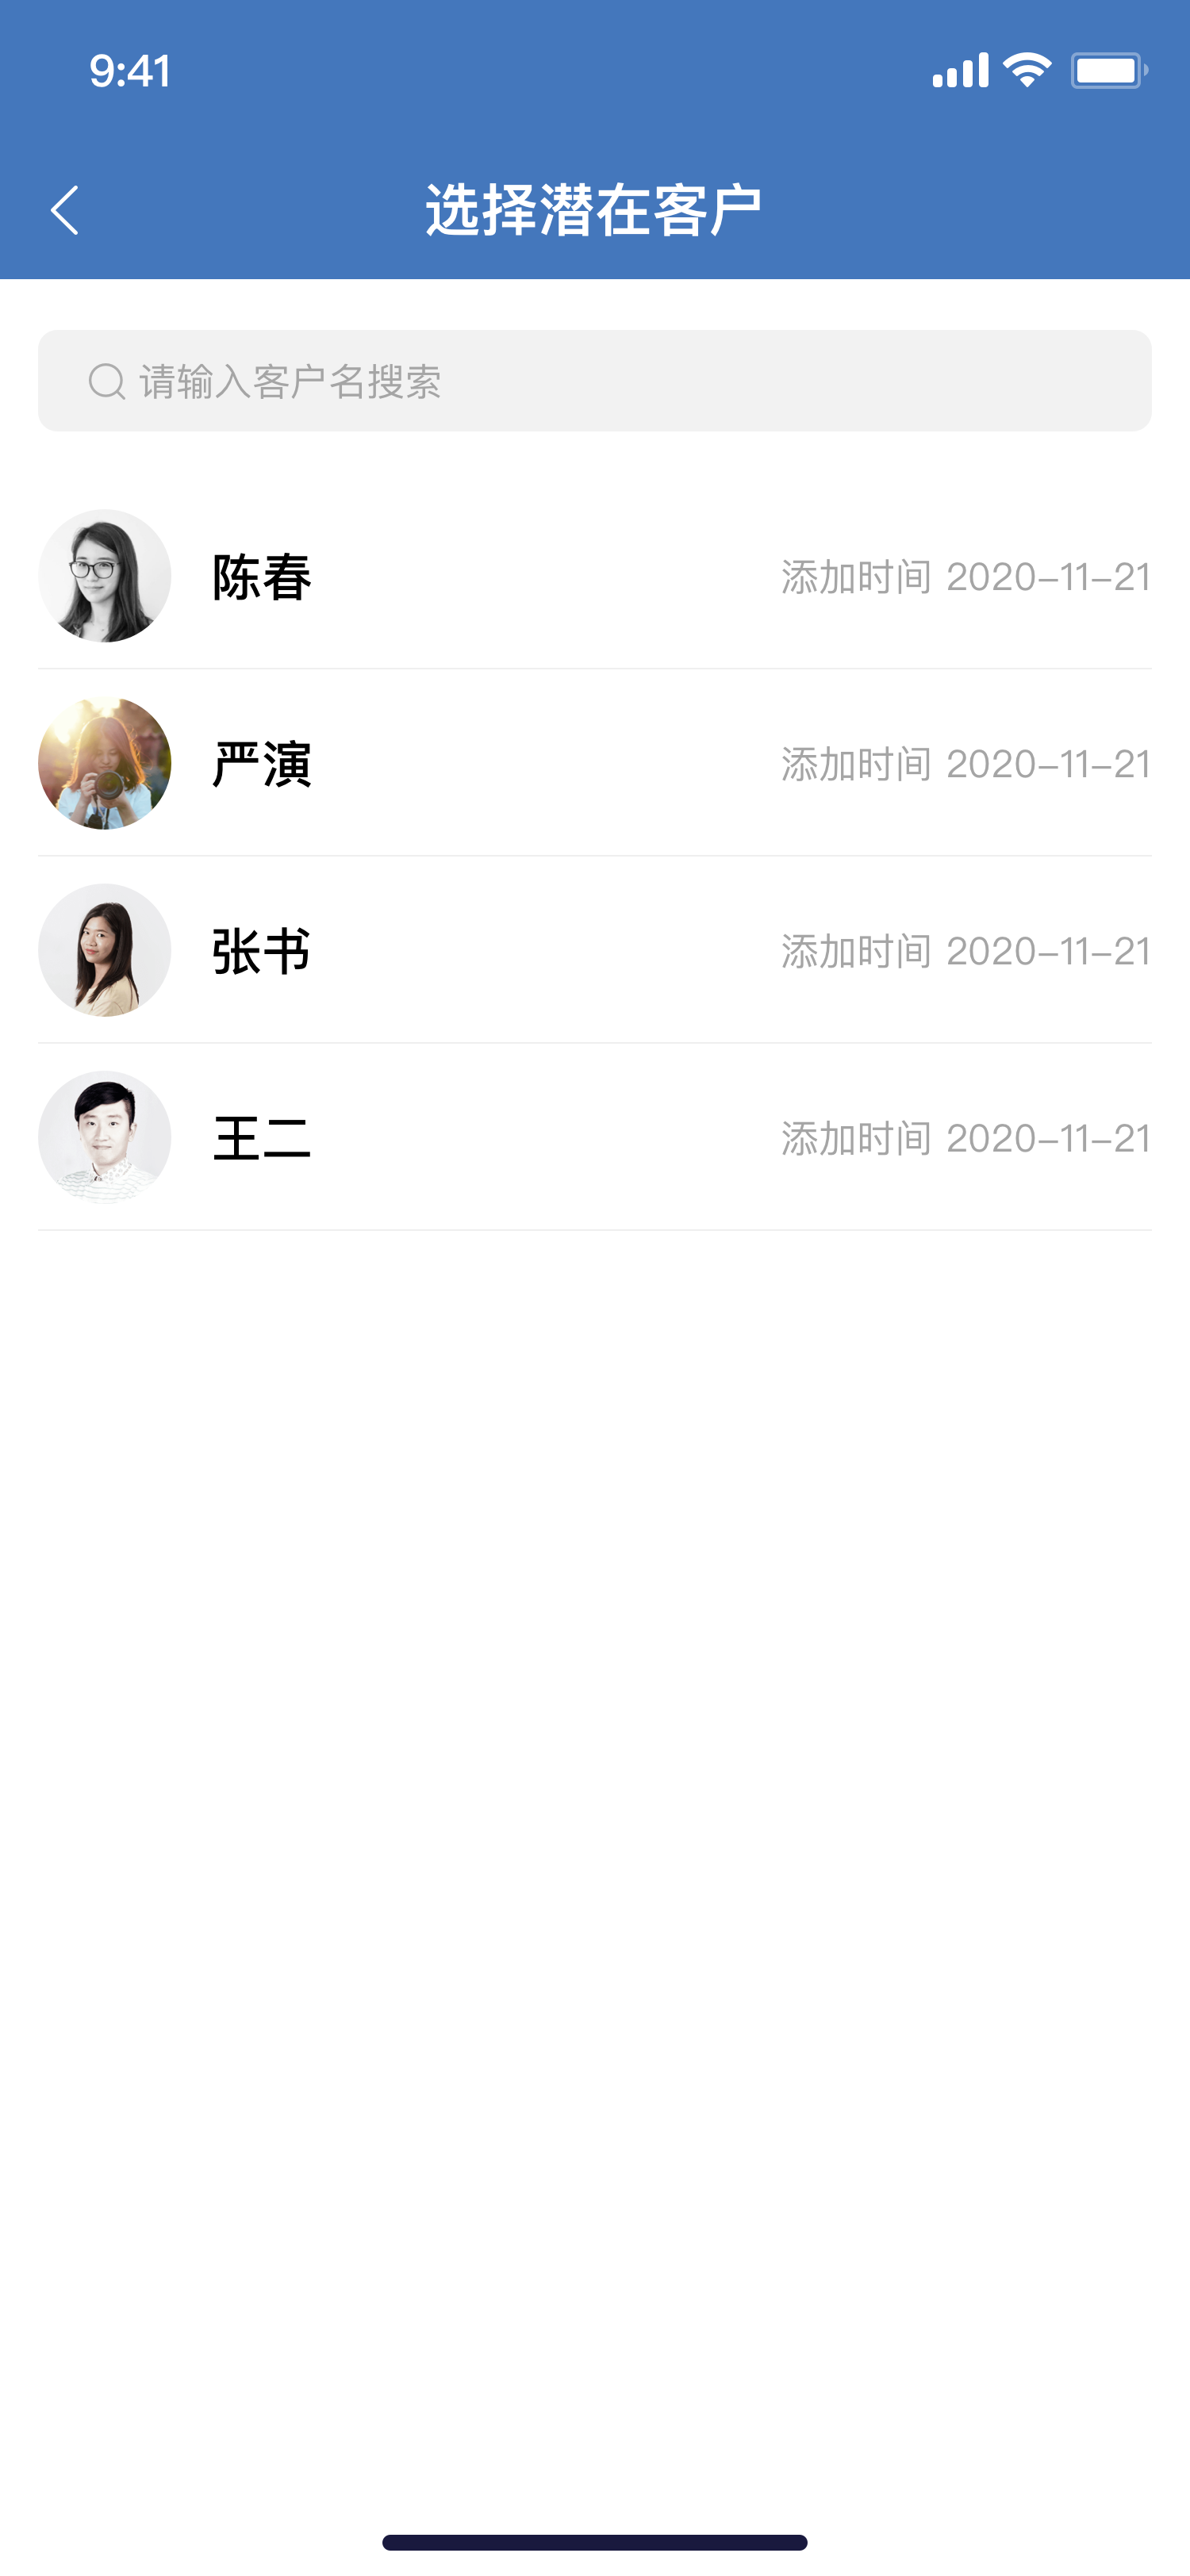 9:41
选择潜在客户
请输入客户名搜索
陈春 添加时间 2020-11-21
严演 添加时间 2020-11-21
张书 添加时间 2020-11-21
王二 添加时间 2020-11-21